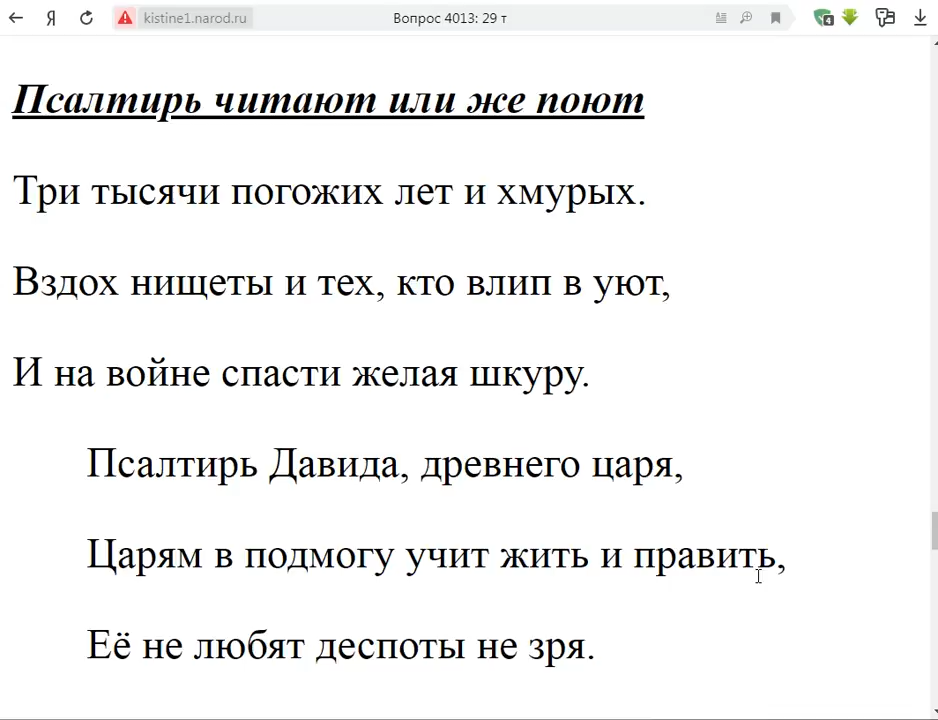 Я
kistine1.narod.ru
Вопрос 4013: 29 т
4
Псалтирь читают или же поют
Три тысячи погожих лет и хмурых.
Вздох нищеты и тех, кто влип в уют,
И на войне спасти желая шкуру.
Псалтирь Давида, древнего царя,
Царям в подмогу учит жить и править,
Её не любят деспоты не зря.